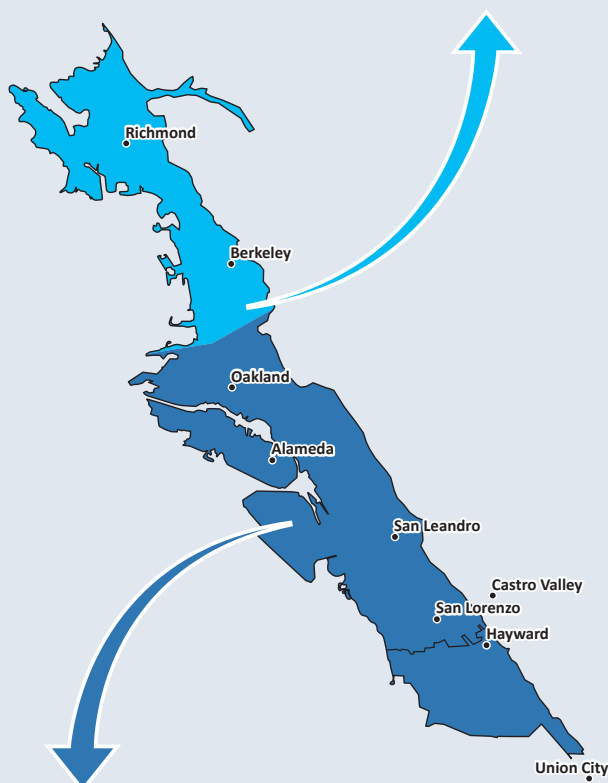 Richmond
Berkeley
Oakland
Alameda
San Leandro
Castro Valley
San Lorenzo
Hayward
Union City